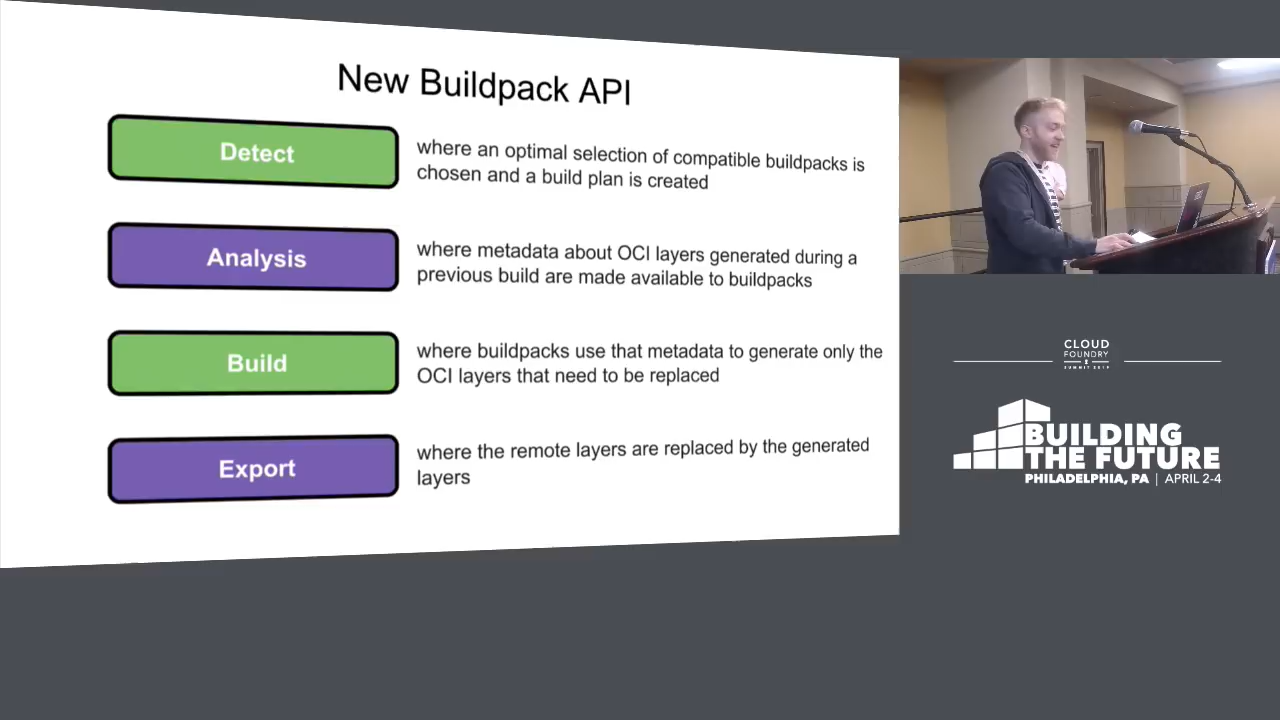 New Buildpack API
Detect
where an optimal selection of compatible buildpacks is
chosen and a build plan is created
Analysis
where metadata about OCI layers generated during a
previous build are made available to buildpacks
Build
where buildpacks use that metadata to generate only the
OCI layers that need to be replaced
Export
where the remote layers are replaced by the generated
layers
CLOUD
FOUNDRY
SUMMIT 2019
BUILDING
THE FUTURE
PHILADELPHIA, PA | APRIL 2-4